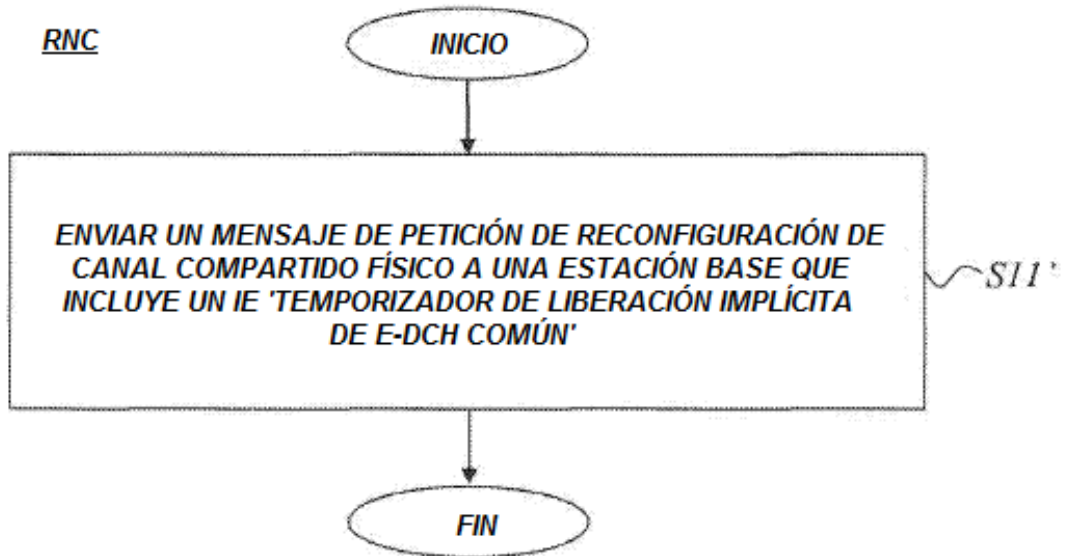 RNC
INICIO
ENVIAR UN MENSAJE DE PETICIÓN DE RECONFIGURACIÓN DE
CANAL COMPARTIDO FÍSICO A UNA ESTACIÓN BASE QUE
INCLUYE UN IE 'TEMPORIZADOR DE LIBERACIÓN IMPLÍCITA
DE E-DCH COMÚN'
S11'
FIN